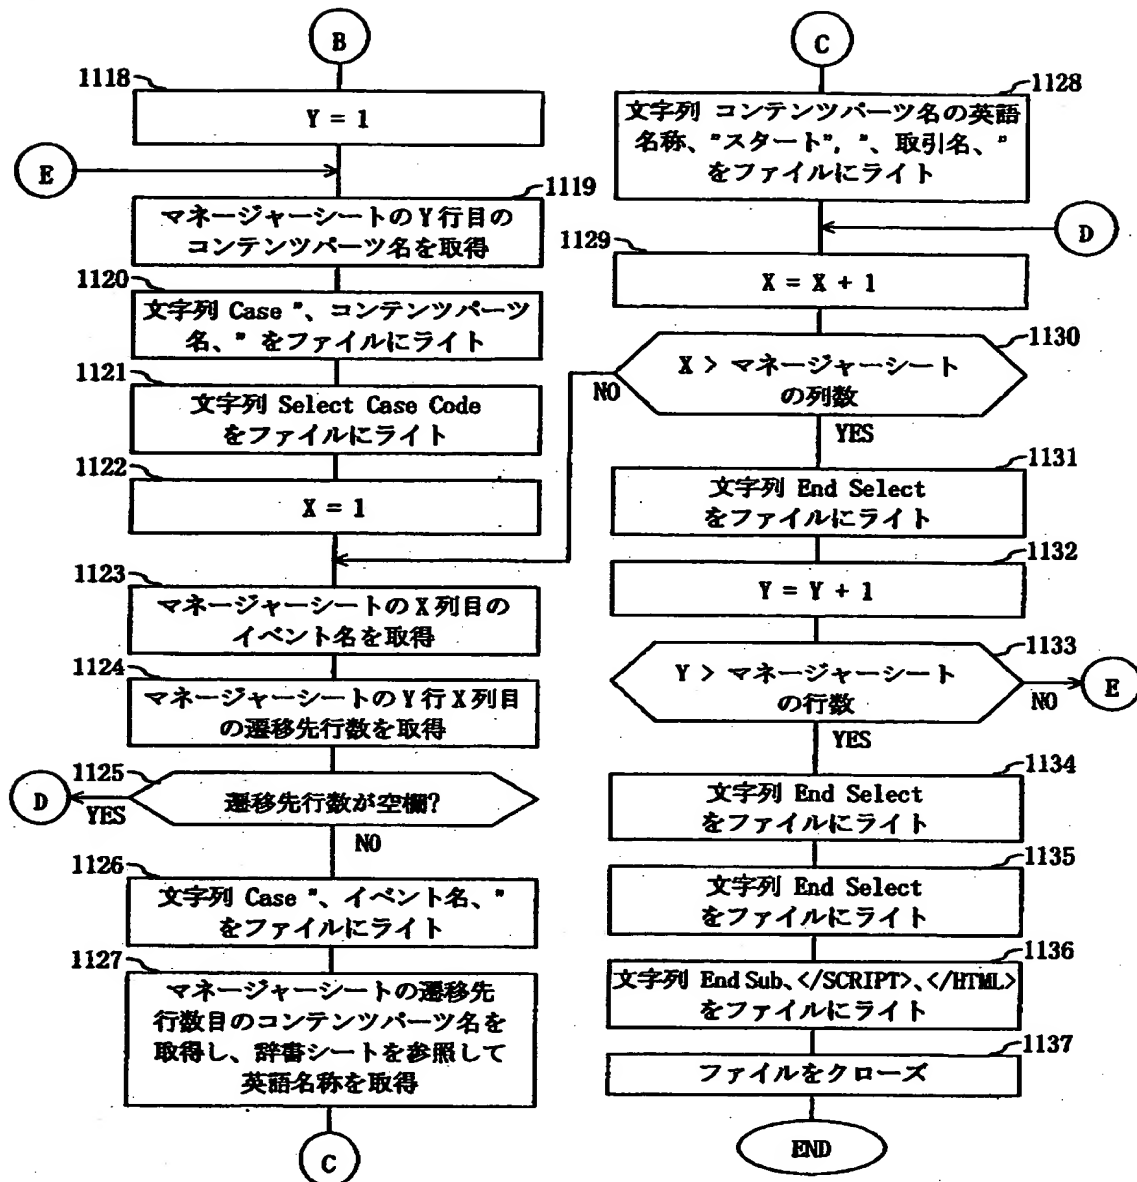 B
1118
Y = 1
E
1119
マネージャーシートのY行目の
コンテンツパーツ名を取得
1120
文字列 Case "、コンテンツパーツ
名、" をファイルにライト
1121
文字列 Select Case Code
をファイルにライト
1122
X = 1
1123
マネージャーシートのX列目の
イベント名を取得
1124
マネージャーシートのY行X列目
の遷移先行数を取得
1125
遷移先行数が空欄?
D
YES
NO
1126
文字列 Case "、イベント名、"
をファイルにライト
1127
マネージャーシートの遷移先
行数目のコンテンツパーツ名を
取得し、辞書シートを参照して
英語名称を取得
C
C
1128
文字列 コンテンツパーツ名の英語
名称、"スタート", "、取引名、"
をファイルにライト
D
1129
X = X + 1
1130
X > マネージャーシート
の列数
NO
YES
1131
文字列 End Select
をファイルにライト
1132
Y = Y + 1
1133
Y > マネージャーシート
の行数
NO
E
YES
1134
文字列 End Select
をファイルにライト
1135
文字列 End Select
をファイルにライト
1136
文字列 End Sub、</SCRIPT>、</HTML>
をファイルにライト
1137
ファイルをクローズ
END